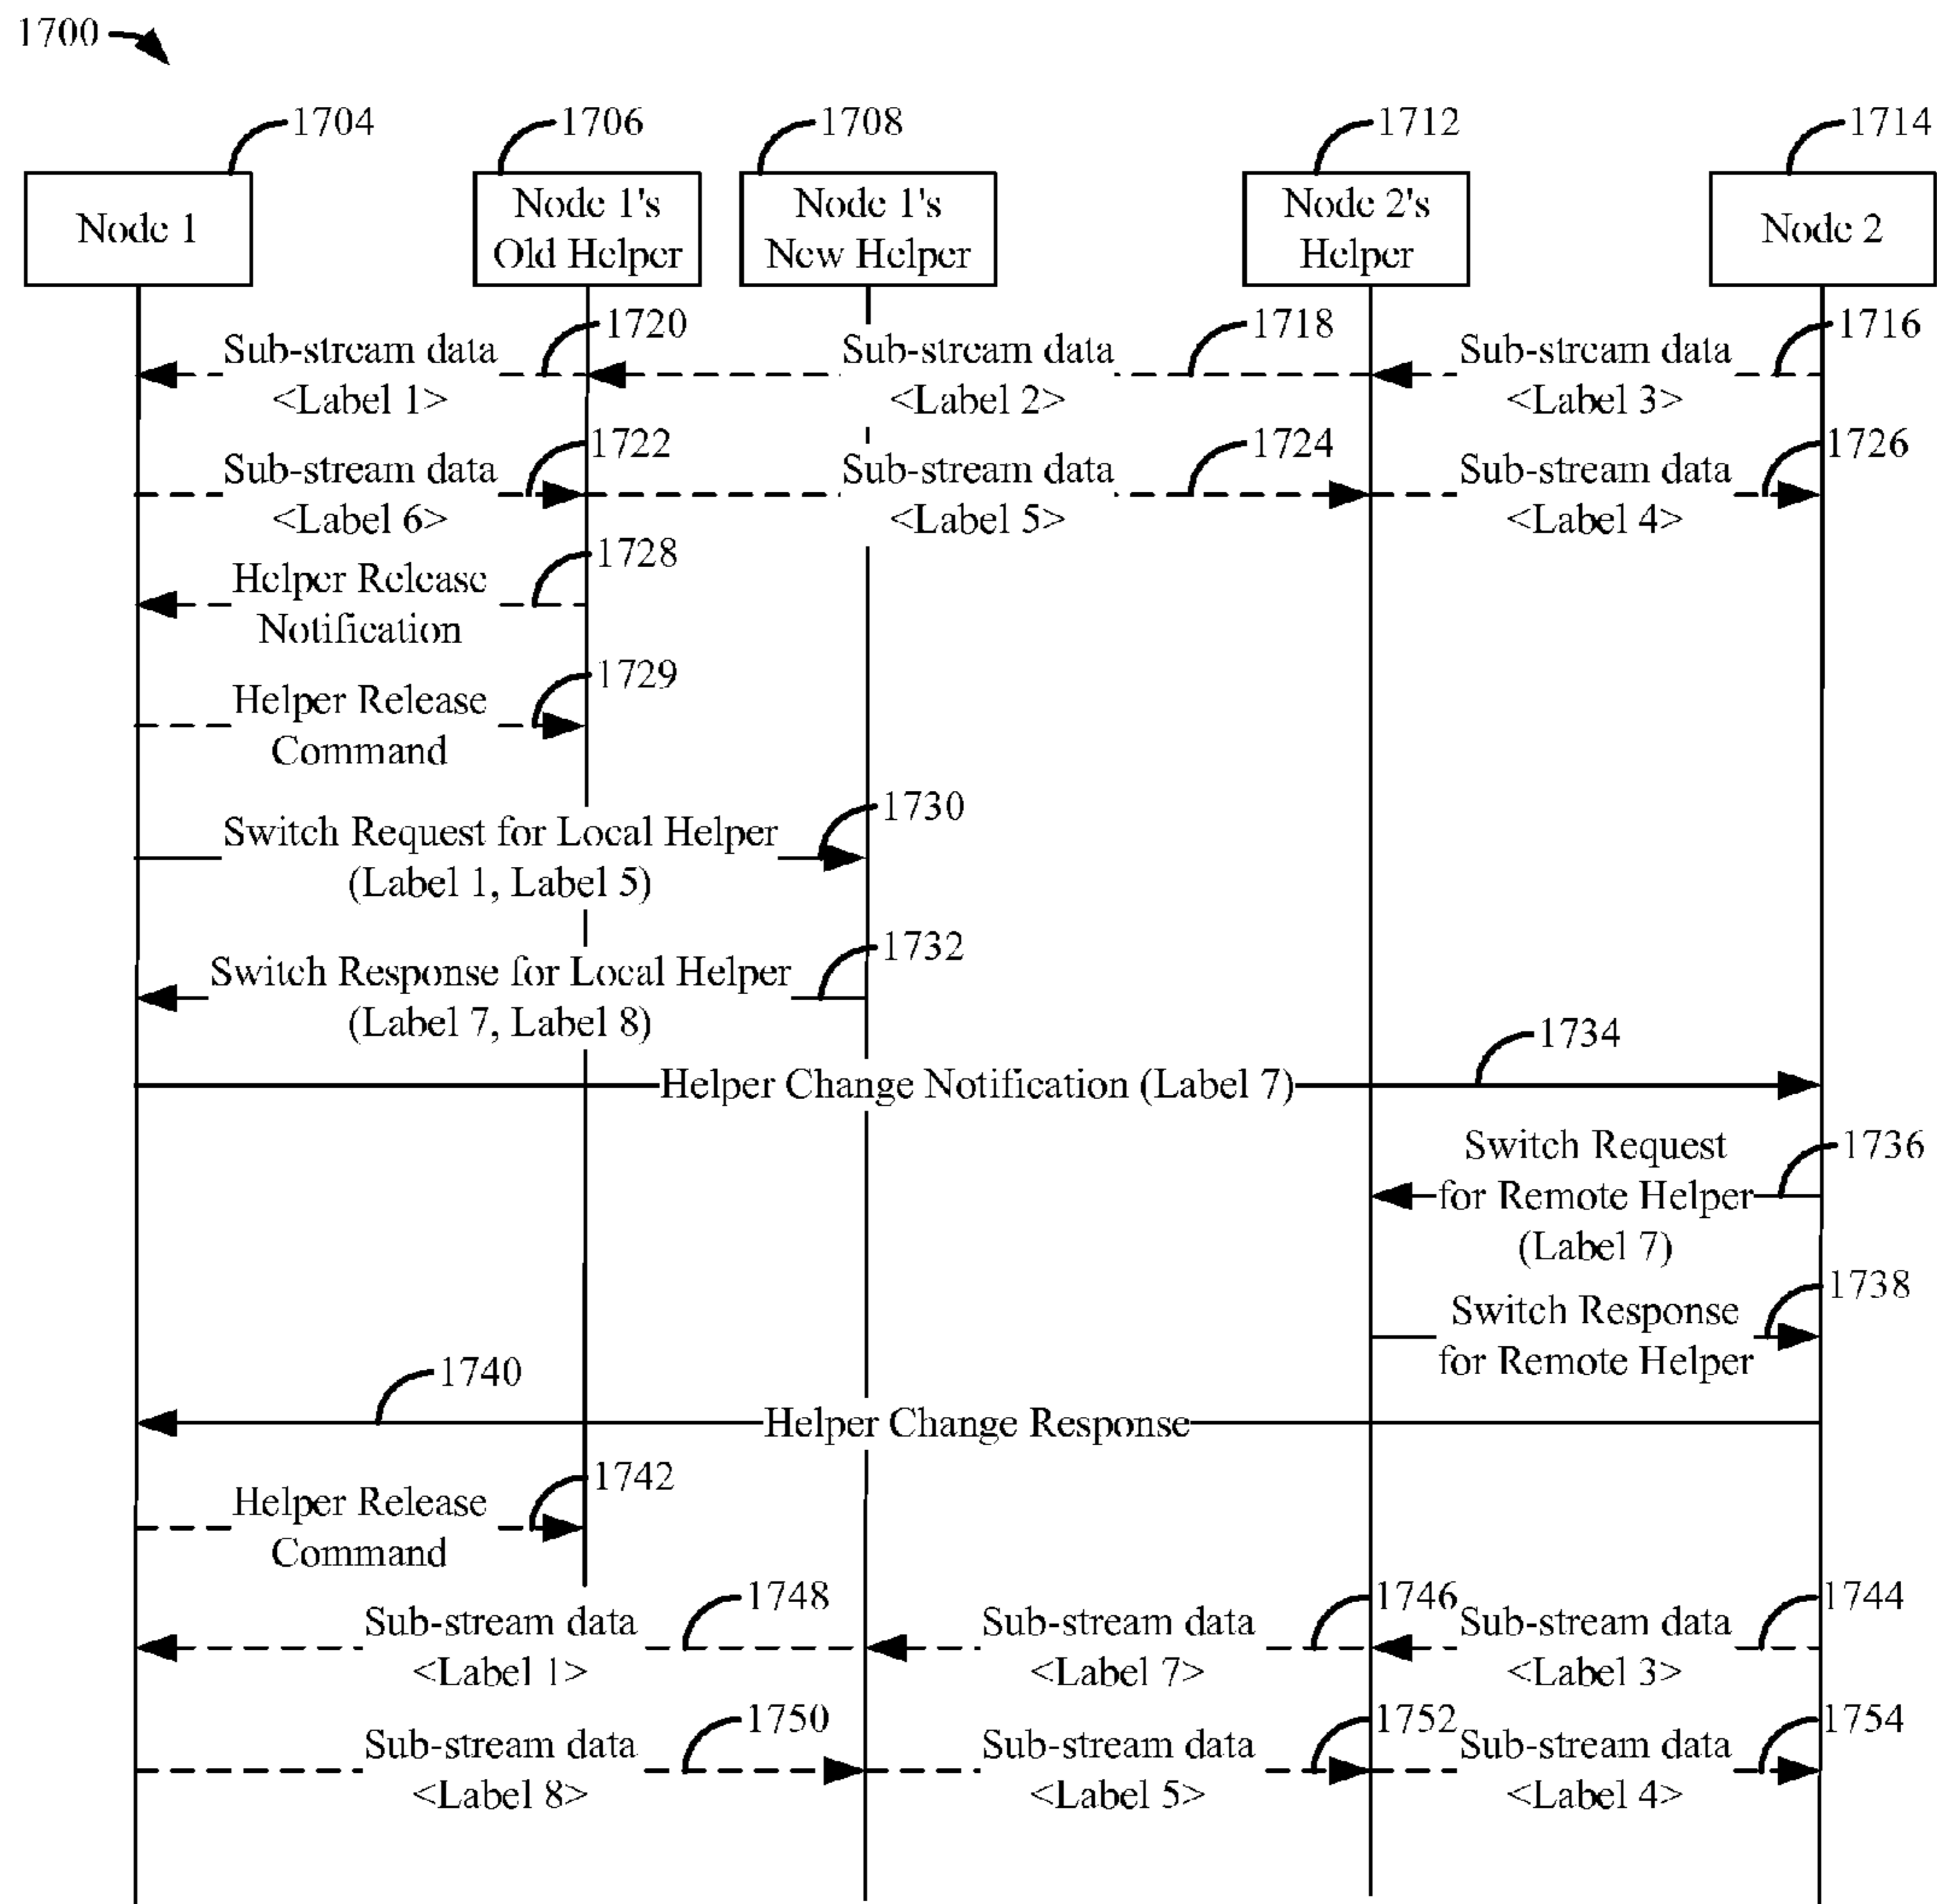 1700
1704
1706
1708
1712
1714
Node 1
Node 1's
Old Helper
Node 1's
New Helper
Node 2's
Helper
Node 2
1720
1718
1716
Sub-stream data
<Label 1>
Sub-stream data
<Label 2>
Sub-stream data
<Label 3>
1722
1724
1726
Sub-stream data
<Label 6>
Sub-stream data
<Label 5>
Sub-stream data
<Label 4>
1728
Helper Release
Notification
1729
Helper Release
Command
1730
Switch Request for Local Helper
(Label 1, Label 5)
1732
Switch Response for Local Helper
(Label 7, Label 8)
1734
Helper Change Notification (Label 7)
1736
Switch Request
for Remote Helper
(Label 7)
1738
Switch Response
for Remote Helper
1740
Helper Change Response
1742
Helper Release
Command
1748
1746
1744
Sub-stream data
<Label 1>
Sub-stream data
<Label 7>
Sub-stream data
<Label 3>
1750
1752
1754
Sub-stream data
<Label 8>
Sub-stream data
<Label 5>
Sub-stream data
<Label 4>